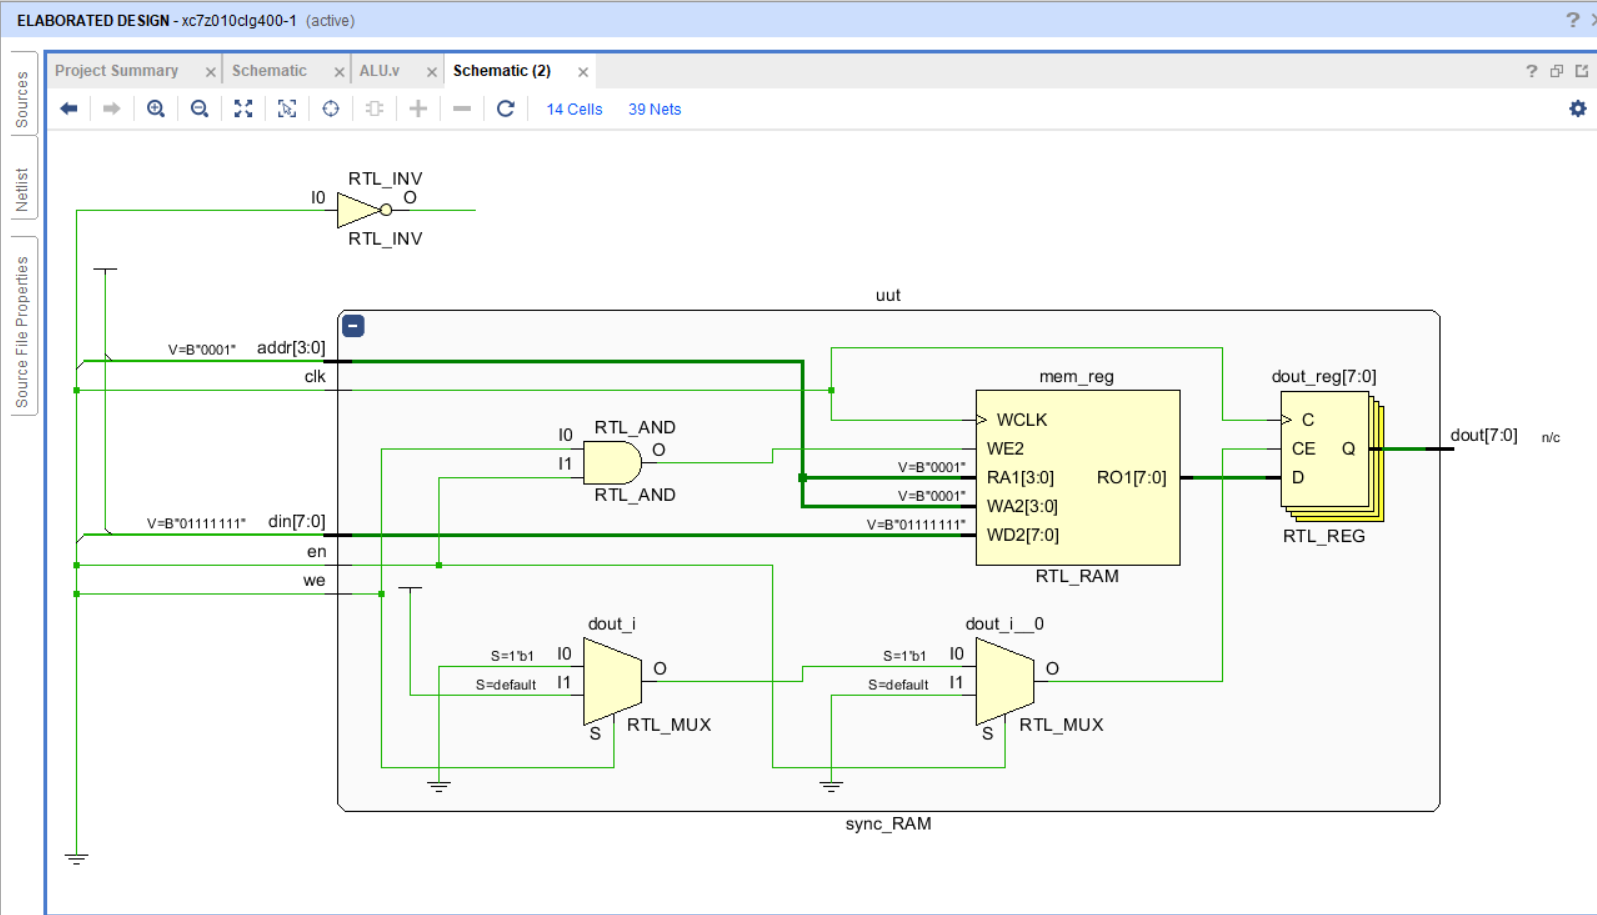 ELABORATED DESIGN - xc7z010clg400-1 (active)
Sources
Netlist
Source File Properties
Project Summary
Schematic
ALU.v
Schematic (2)
14 Cells
39 Nets
RTL_INV
I0
O
RTL_INV
uut
V=B"0001" addr[3:0]
clk
mem_reg
dout_reg[7:0]
RTL_AND
I0
I1
O
RTL_AND
WCLK
WE2
V=B"0001" RA1[3:0]
RO1[7:0]
V=B"0001" WA2[3:0]
V=B"01111111" WD2[7:0]
RTL_RAM
C
CE
Q
D
RTL_REG
dout[7:0] n/c
V=B"01111111" din[7:0]
en
we
dout_i
S=1'b1 I0
S=default I1
O
S
RTL_MUX
dout_i__0
S=1'b1 I0
S=default I1
O
S
RTL_MUX
sync_RAM